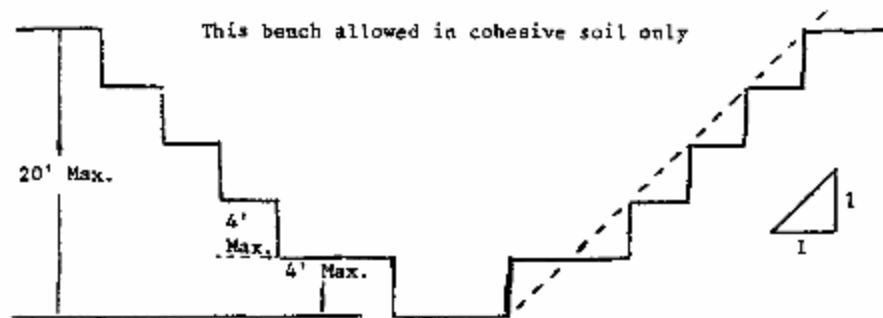 This bench allowed in cohesive soil only
20' Max.
4'
Max.
4' Max.
1
1